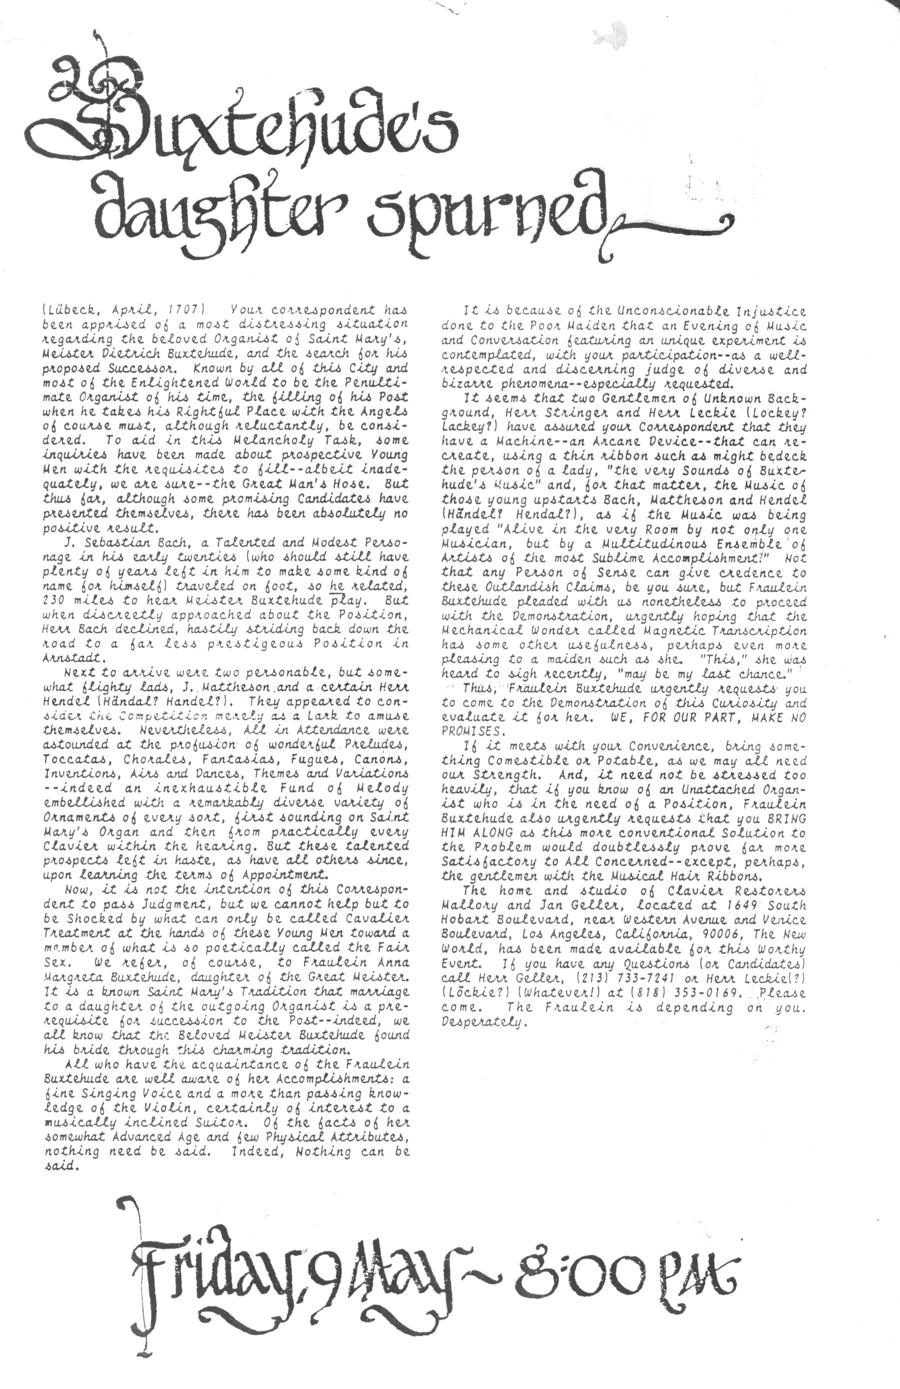 Buxtehude's
daughter spurned
(Lübeck, April, 1707)   Your correspondent has
been apprised of a most distressing situation
regarding the beloved Organist of Saint Mary's,
Meister Dietrich Buxtehude, and the search for his
proposed Successor.  Known by all of this City and
most of the Enlightened World to be the Penulti-
mate Organist of his time, the filling of his Post
when he takes his Rightful Place with the Angels
of course must, although reluctantly, be consi-
dered.  To aid in this Melancholy Task, some
inquiries have been made about prospective Young
Men with the requisites to fill--albeit inade-
quately, we are sure--the Great Man's Hose.  But
thus far, although some promising Candidates have
presented themselves, there has been absolutely no
positive result.
J. Sebastian Bach, a Talented and Modest Perso-
nage in his early twenties (who should still have
plenty of years left in him to make some kind of
name for himself) traveled on foot, so he related,
230 miles to hear Meister Buxtehude play.  But
when discreetly approached about the Position,
Herr Bach declined, hastily striding back down the
road to a far less prestigeous Position in
Arnstadt.
Next to arrive were two personable, but some-
what flighty lads, J. Mattheson and a certain Herr
Hendel (Händal? Handel?).  They appeared to con-
sider the Competition merely as a Lark to amuse
themselves.  Nevertheless, All in Attendance were
astounded at the profusion of wonderful Preludes,
Toccatas, Chorales, Fantasias, Fugues, Canons,
Inventions, Airs and Dances, Themes and Variations
--indeed an inexhaustible Fund of Melody
embellished with a remarkably diverse variety of
Ornaments of every sort, first sounding on Saint
Mary's Organ and then from practically every
Clavier within the hearing. But these talented
prospects left in haste, as have all others since,
upon learning the terms of Appointment.
Now, it is not the intention of this Correspon-
dent to pass Judgment, but we cannot help but to
be Shocked by what can only be called Cavalier
Treatment at the hands of these Young Men toward a
member of what is so poetically called the Fair
Sex.  We refer, of course, to Fraulein Anna
Margreta Buxtehude, daughter of the Great Meister.
It is a known Saint Mary's Tradition that marriage
to a daughter of the outgoing Organist is a pre-
requisite for succession to the Post--indeed, we
all know that the Beloved Meister Buxtehude found
his bride through this charming tradition.
All who have the acquaintance of the Fraulein
Buxtehude are well aware of her Accomplishments: a
fine Singing Voice and a more than passing know-
ledge of the Violin, certainly of interest to a
musically inclined Suitor.  Of the facts of her
somewhat Advanced Age and few Physical Attributes,
nothing need be said.  Indeed, Nothing can be
said.
It is because of the Unconscionable Injustice
done to the Poor Maiden that an Evening of Music
and Conversation featuring an unique experiment is
contemplated, with your participation--as a well-
respected and discerning judge of diverse and
bizarre phenomena--especially requested.
It seems that two Gentlemen of Unknown Back-
ground, Herr Stringer and Herr Leckie (Lockey?
Lackey?) have assured your Correspondent that they
have a Machine--an Arcane Device--that can re-
create, using a thin ribbon such as might bedeck
the person of a lady, "the very Sounds of Buxte-
hude's Music" and, for that matter, the Music of
those young upstarts Bach, Mattheson and Hendel
(Händel? Hendal?), as if the Music was being
played "Alive in the very Room by not only one
Musician, but by a Multitudinous Ensemble of
Artists of the most Sublime Accomplishment!"  Not
that any Person of Sense can give credence to
these Outlandish Claims, be you sure, but Fraulein
Buxtehude pleaded with us nonetheless to proceed
with the Demonstration, urgently hoping that the
Mechanical Wonder called Magnetic Transcription
has some other usefulness, perhaps even more
pleasing to a maiden such as she.  "This," she was
heard to sigh recently, "may be my last chance."
Thus, Fraulein Buxtehude urgently requests you
to come to the Demonstration of this Curiosity and
evaluate it for her.  WE, FOR OUR PART, MAKE NO
PROMISES.
If it meets with your Convenience, bring some-
thing Comestible or Potable, as we may all need
our Strength.  And, it need not be stressed too
heavily, that if you know of an Unattached Organ-
ist who is in the need of a Position, Fraulein
Buxtehude also urgently requests that you BRING
HIM ALONG as this more conventional Solution to
the Problem would doubtlessly prove far more
Satisfactory to All Concerned--except, perhaps,
the gentlemen with the Musical Hair Ribbons.
The home and studio of Clavier Restorers
Mallory and Jan Geller, located at 1649 South
Hobart Boulevard, near Western Avenue and Venice
Boulevard, Los Angeles, California, 90006, The New
World, has been made available for this Worthy
Event.  If you have any Questions (or Candidates)
call Herr Geller, (213) 733-7241 or Herr Leckie(?)
(Löckie?) (Whatever!) at (818) 353-0169.  Please
come.  The Fraulein is depending on you.
Desperately.
Friday, 9 May ~ 8:00 PM